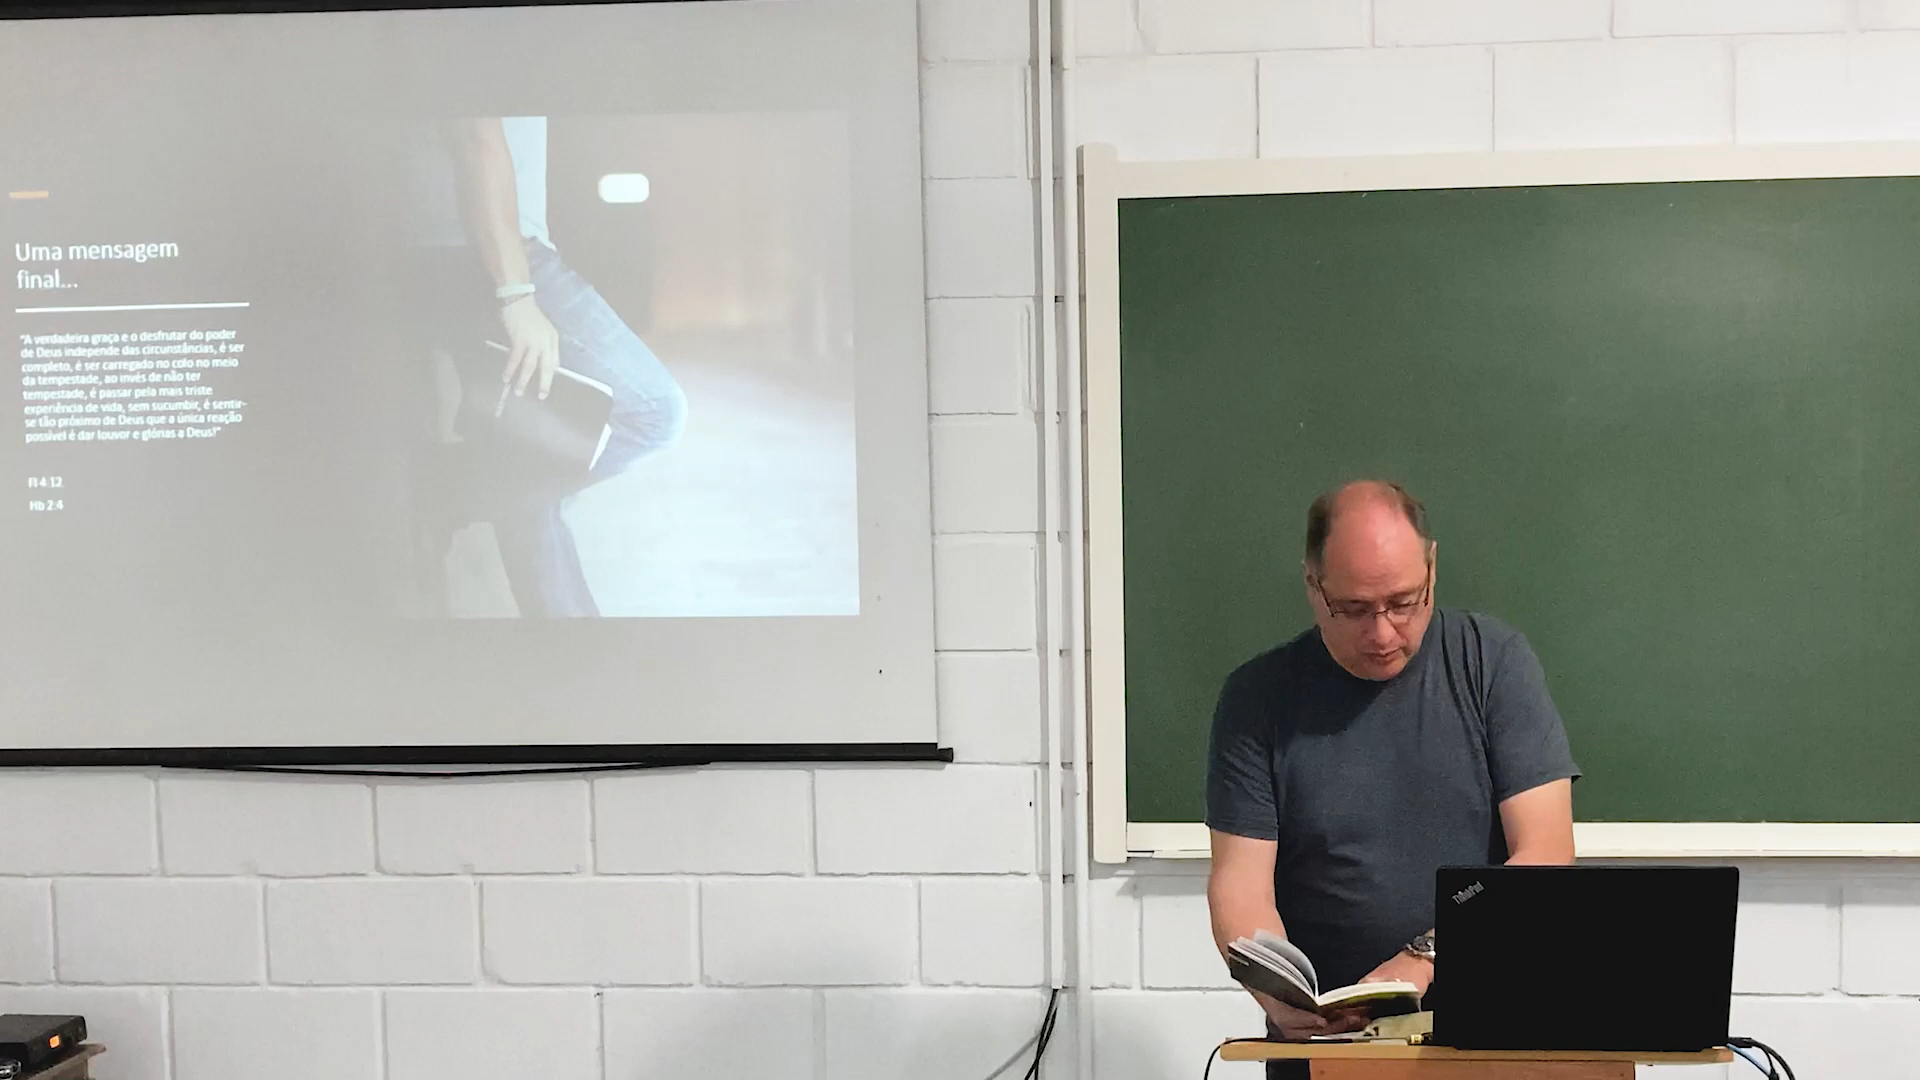 Uma mensagem
final...
"A verdadeira graça e o desfrutar do poder
de Deus independe das circunstâncias, é ser
completo, é ser carregado no colo no meio
da tempestade, ao invés de não ter
tempestade, é passar pela mais triste
experiência de vida, sem sucumbir, é sentir-
se tão próximo de Deus que a única reação
possível é dar louvor e glórias a Deus!"
Fl 4:12
Hb 2:4
ThinkPad